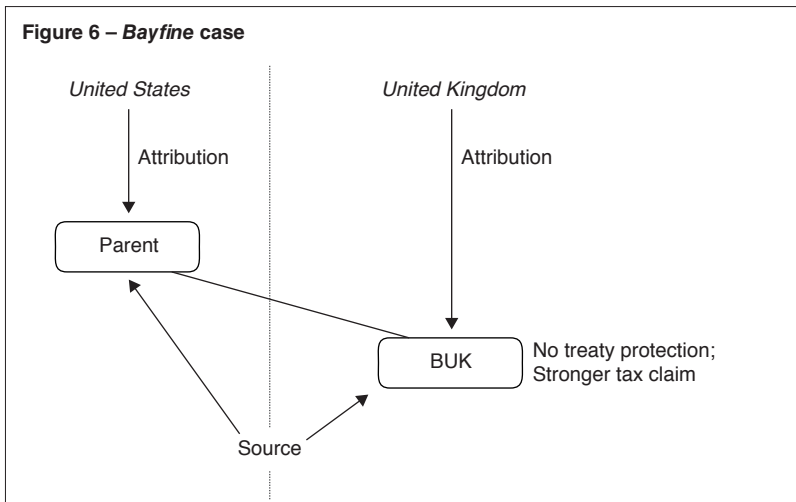 Figure 6 – Bayfine case
United States
United Kingdom
Attribution
Attribution
Parent
BUK
No treaty protection;
Stronger tax claim
Source